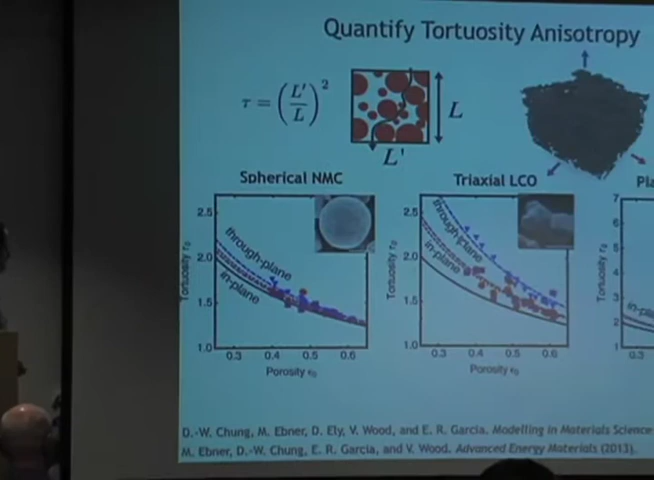 Quantify Tortuosity Anisotropy
τ = (L'/L)²
L
L'
Spherical NMC
Triaxial LCO
Pla
2.5
2.0
1.5
1.0
Tortuosity
through-plane
in-plane
0.3 0.4 0.5 0.6
Porosity ε₀
2.5
2.0
1.5
1.0
Tortuosity
through-plane
in-plane
0.3 0.4 0.5 0.6
Porosity ε₀
7
6
5
4
3
2
1
Tortuosity
in-pla
0.3
D.-W. Chung, M. Ebner, D. Ely, V. Wood, and E. R. Garcia. Modelling in Materials Science
M. Ebner, D.-W. Chung, E. R. Garcia, and V. Wood. Advanced Energy Materials (2013).